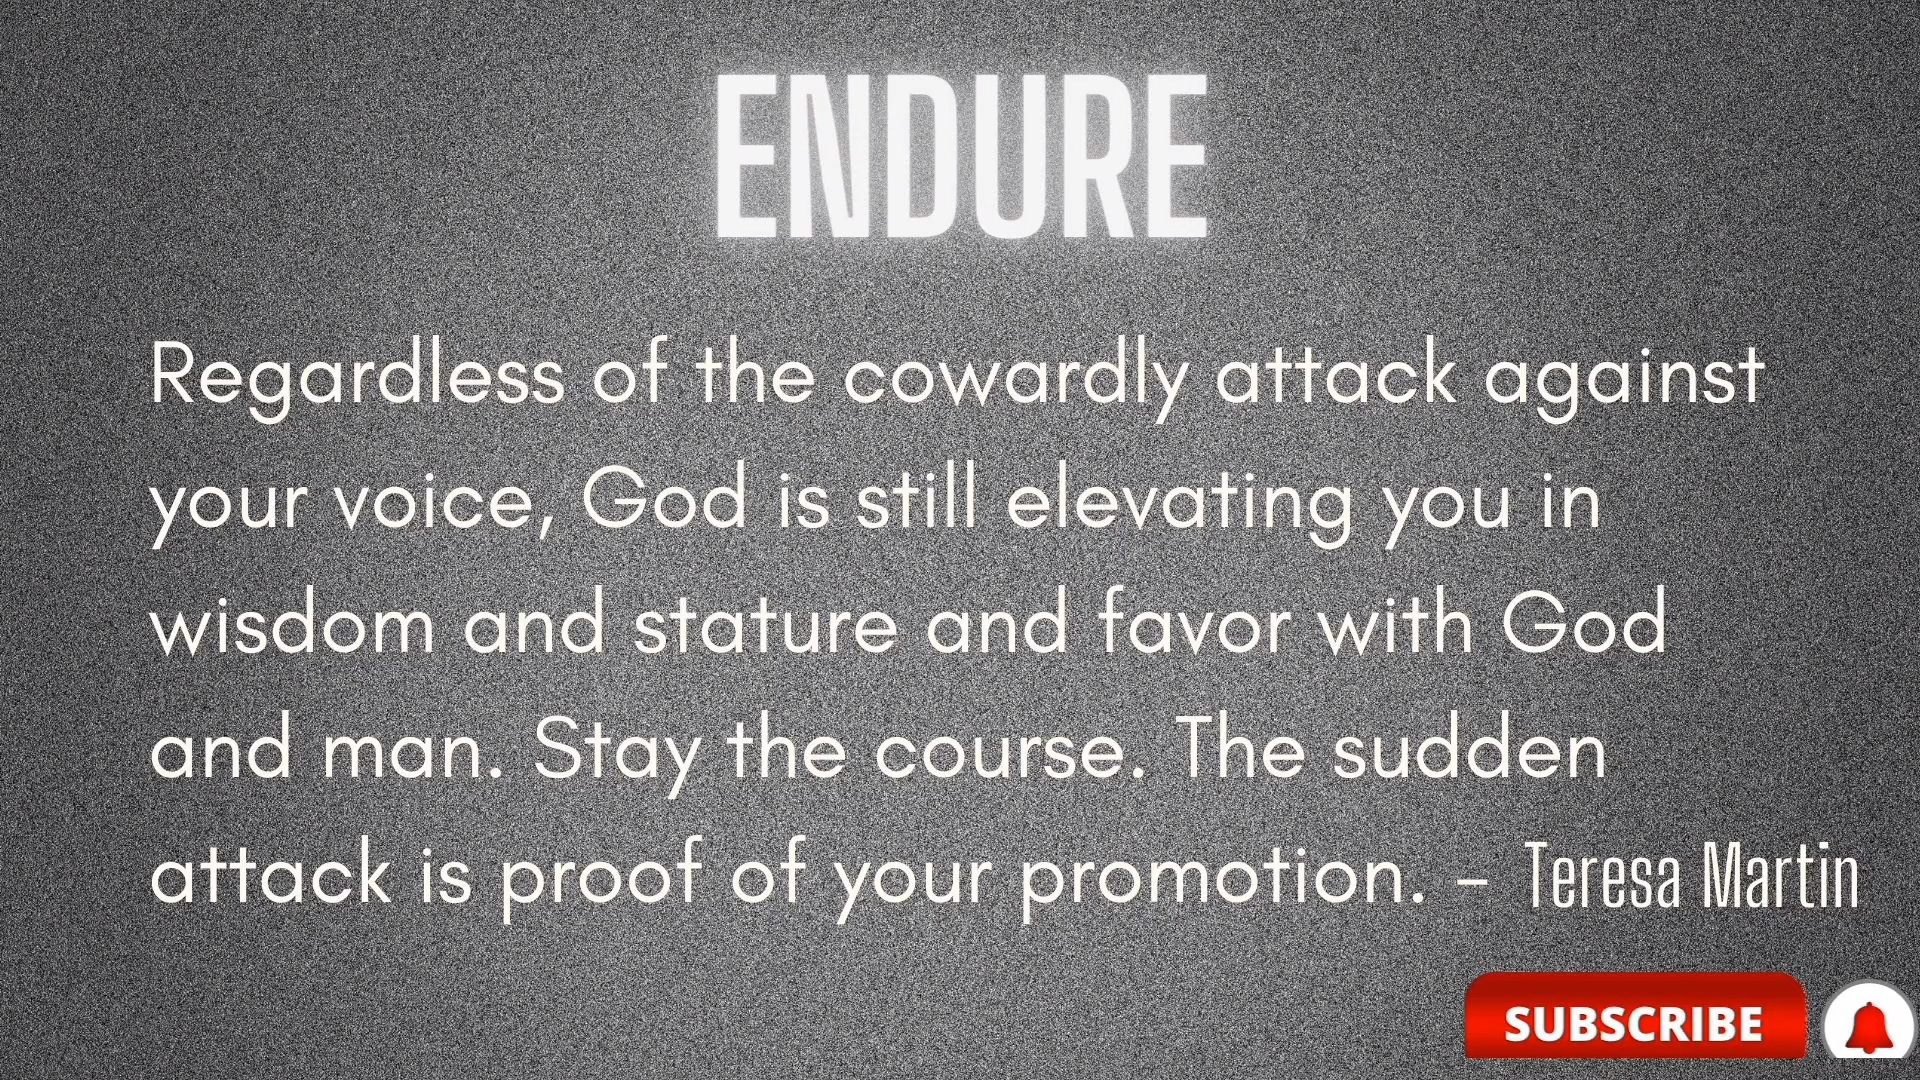 ENDURE
Regardless of the cowardly attack against
your voice, God is still elevating you in
wisdom and stature and favor with God
and man. Stay the course. The sudden
attack is proof of your promotion. – Teresa Martin
SUBSCRIBE